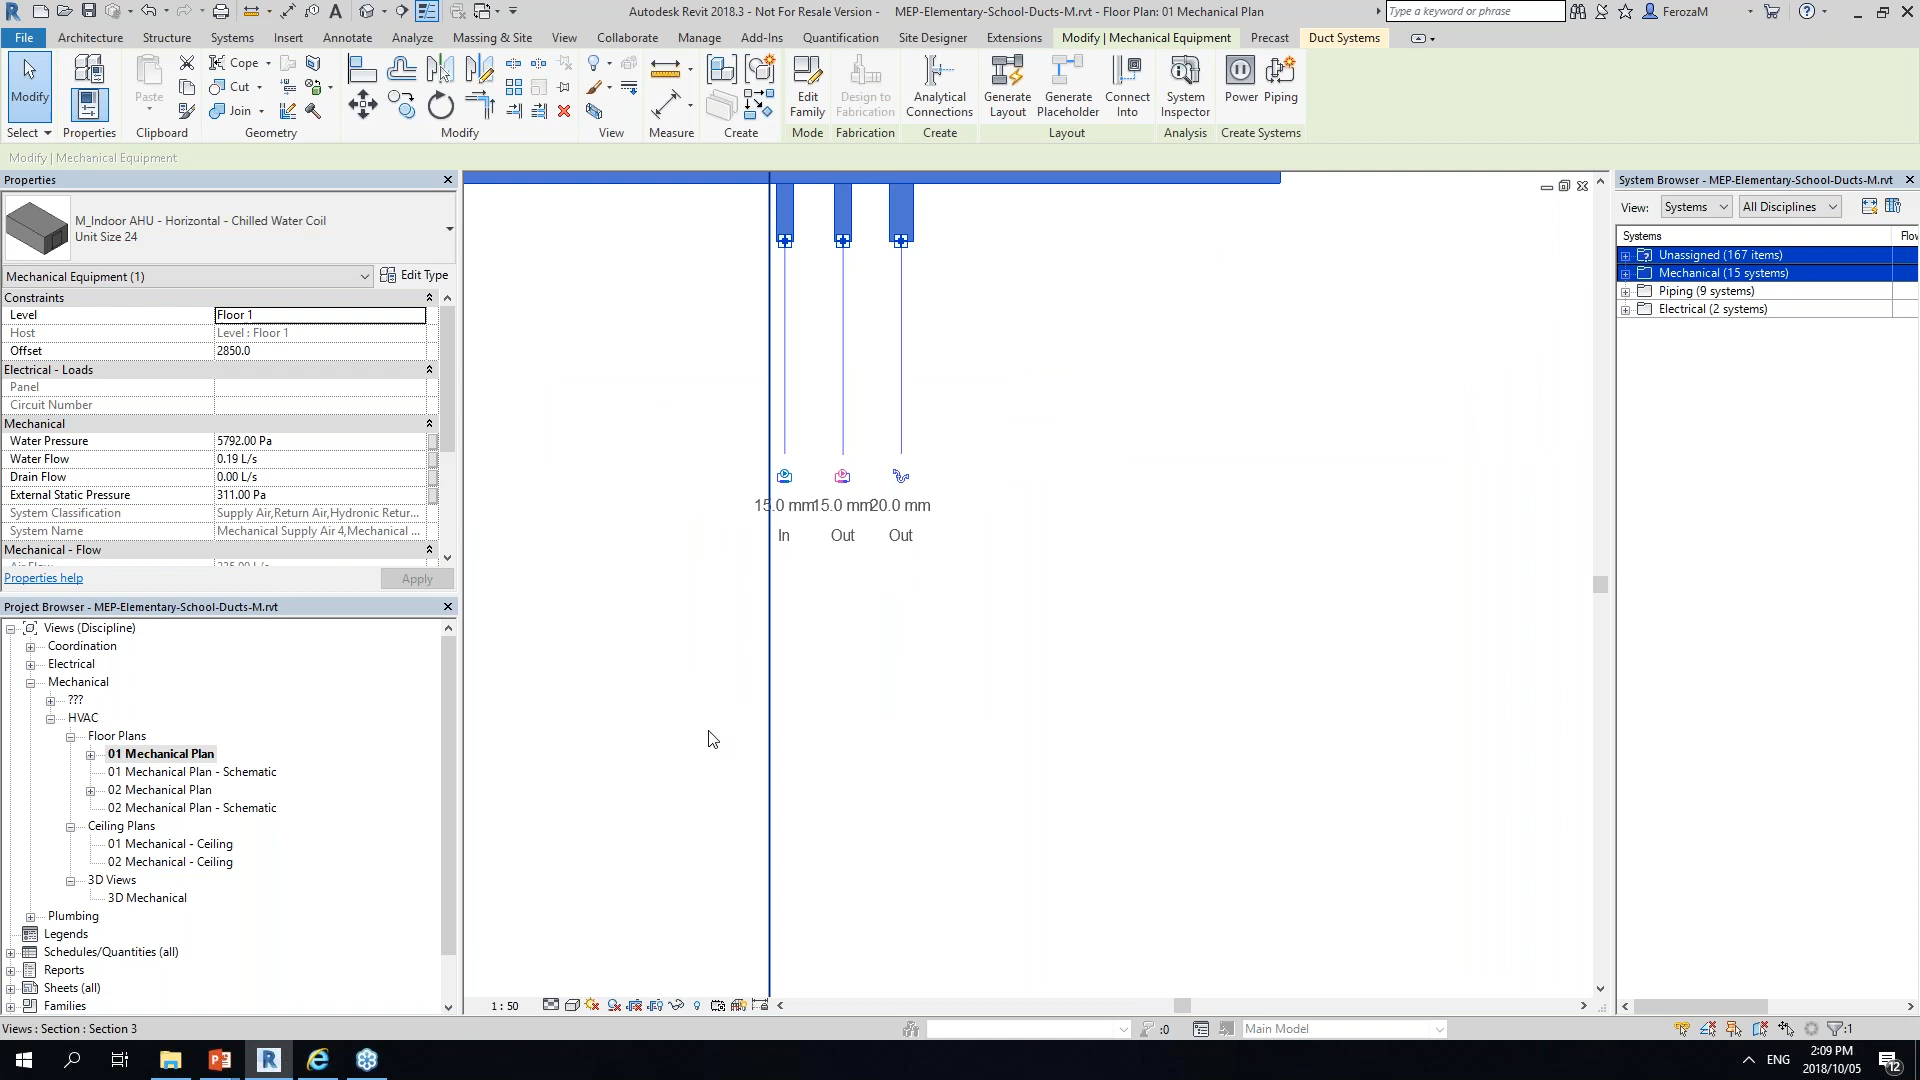 Autodesk Revit 2018.3 - Not For Resale Version - MEP-Elementary-School-Ducts-M.rvt - Floor Plan: 01 Mechanical Plan
Type a keyword or phrase
FerozaM
File Architecture Structure Systems Insert Annotate Analyze Massing & Site View Collaborate Manage Add-Ins Quantification Site Designer Extensions Modify | Mechanical Equipment Precast Duct Systems
Modify
Paste
Cope
Cut
Join
Edit Family
Design to Fabrication
Analytical Connections
Generate Layout
Generate Placeholder
Connect Into
System Inspector
Power
Piping
Select Properties Clipboard Geometry Modify View Measure Create Mode Fabrication Create Layout Analysis Create Systems
Modify | Mechanical Equipment
Properties
M_Indoor AHU - Horizontal - Chilled Water Coil
Unit Size 24
Mechanical Equipment (1)
Edit Type
Constraints
Level Floor 1
Host Level : Floor 1
Offset 2850.0
Electrical - Loads
Panel
Circuit Number
Mechanical
Water Pressure 5792.00 Pa
Water Flow 0.19 L/s
Drain Flow 0.00 L/s
External Static Pressure 311.00 Pa
System Classification Supply Air,Return Air,Hydronic Retur...
System Name Mechanical Supply Air 4,Mechanical ...
Mechanical - Flow
Properties help
Apply
Project Browser - MEP-Elementary-School-Ducts-M.rvt
Views (Discipline)
Coordination
Electrical
Mechanical
???
HVAC
Floor Plans
01 Mechanical Plan
01 Mechanical Plan - Schematic
02 Mechanical Plan
02 Mechanical Plan - Schematic
Ceiling Plans
01 Mechanical - Ceiling
02 Mechanical - Ceiling
3D Views
3D Mechanical
Plumbing
Legends
Schedules/Quantities (all)
Reports
Sheets (all)
Families
15.0 mm 15.0 mm 20.0 mm
In Out Out
1 : 50
System Browser - MEP-Elementary-School-Ducts-M.rvt
View: Systems All Disciplines
Systems Flow
Unassigned (167 items)
Mechanical (15 systems)
Piping (9 systems)
Electrical (2 systems)
Views : Section : Section 3
:0
Main Model
:1
ENG
2:09 PM
2018/10/05
12